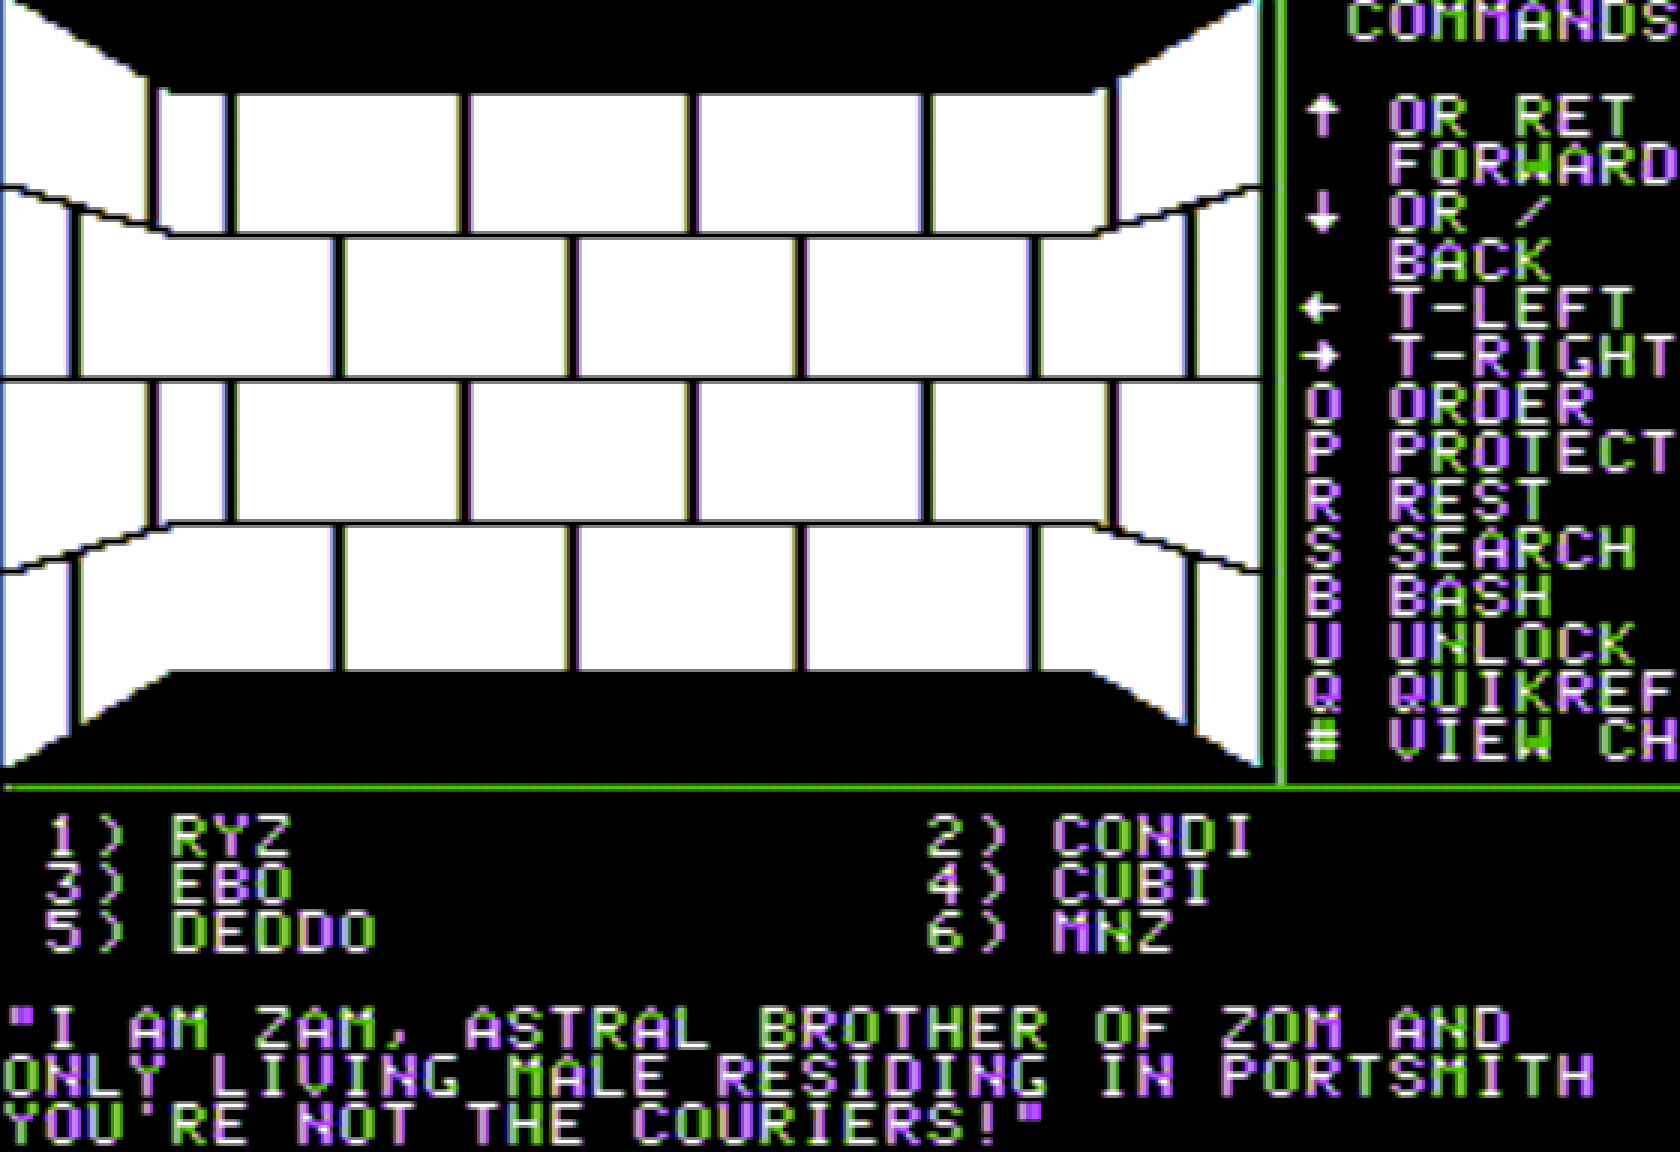 COMMANDS
↑ OR RET
FORWARD
↓ OR /
BACK
← T-LEFT
→ T-RIGHT
O ORDER
P PROTECT
R REST
S SEARCH
B BASH
U UNLOCK
Q QUIKREF
# VIEW CH
1) RYZ 2) CONDI
3) EBO 4) CUBI
5) DEDDO 6) MNZ
"I AM ZAM, ASTRAL BROTHER OF ZOM AND
ONLY LIVING MALE RESIDING IN PORTSMITH
YOU'RE NOT THE COURIERS!"